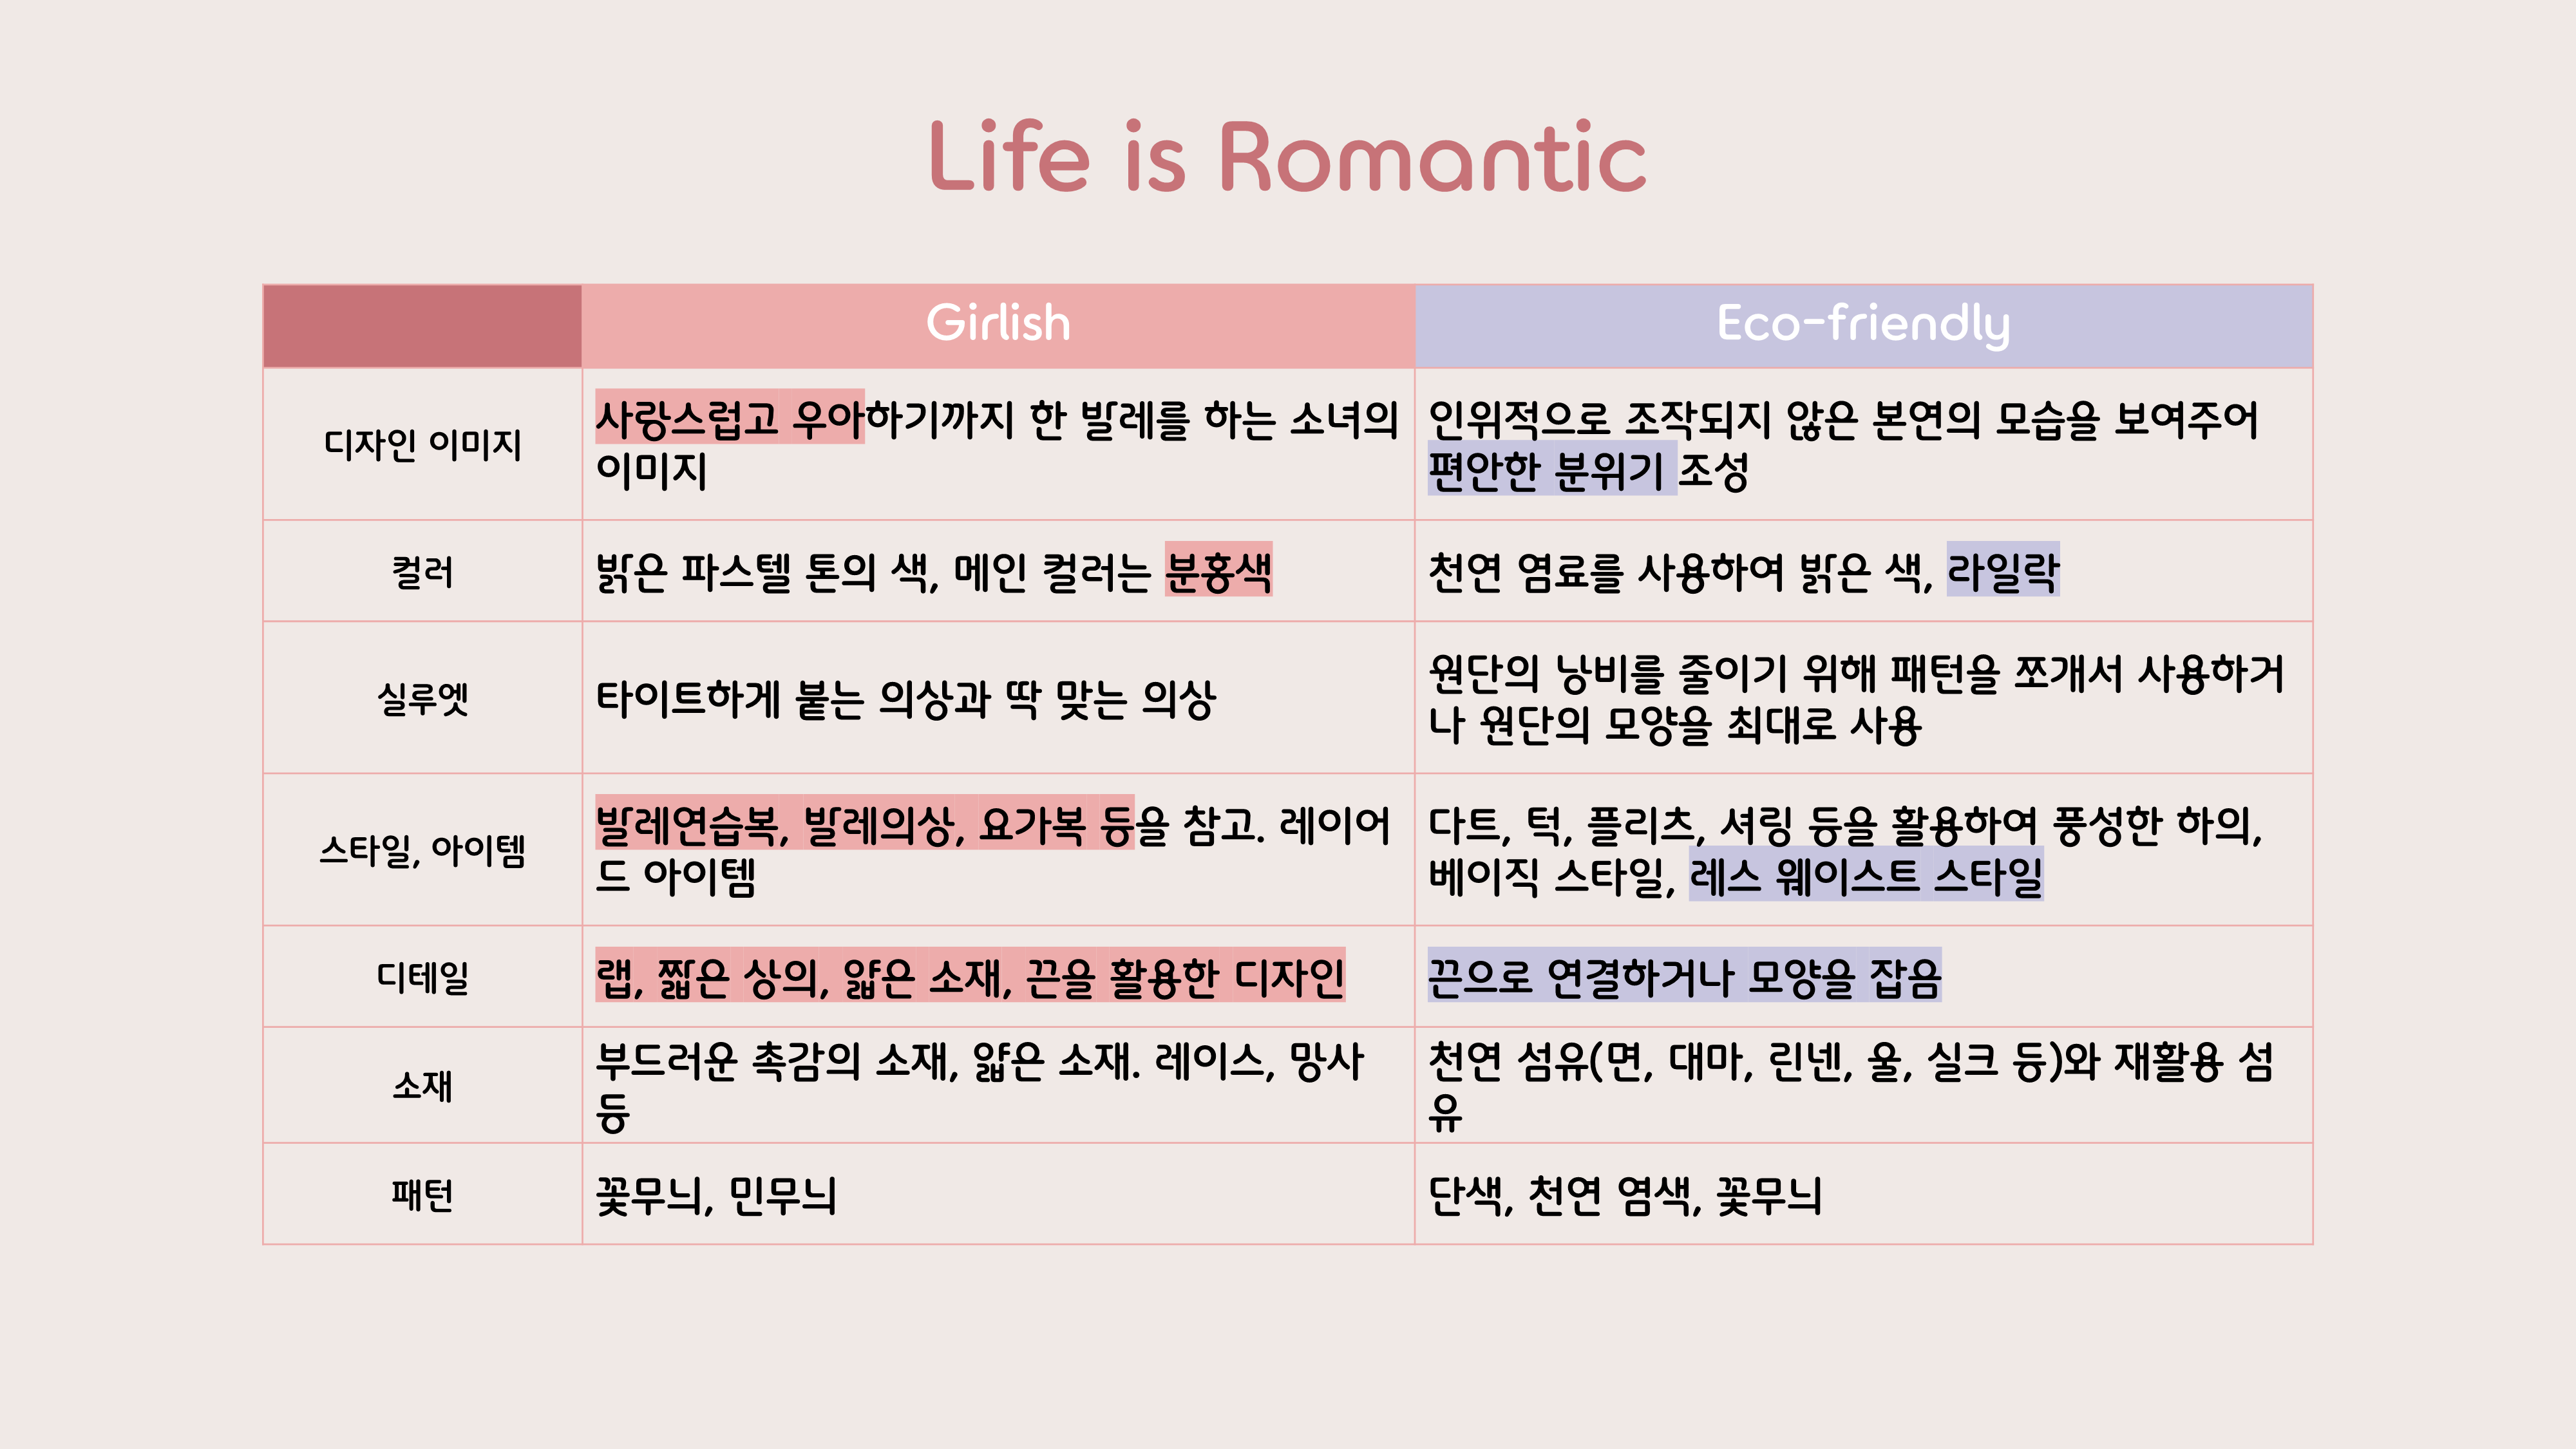 Life is Romantic
Girlish
Eco-friendly
디자인 이미지
사랑스럽고 우아하기까지 한 발레를 하는 소녀의
이미지
인위적으로 조작되지 않은 본연의 모습을 보여주어
편안한 분위기 조성
컬러
밝은 파스텔 톤의 색, 메인 컬러는 분홍색
천연 염료를 사용하여 밝은 색, 라일락
실루엣
타이트하게 붙는 의상과 딱 맞는 의상
원단의 낭비를 줄이기 위해 패턴을 쪼개서 사용하거
나 원단의 모양을 최대로 사용
스타일, 아이템
발레연습복, 발레의상, 요가복 등을 참고. 레이어
드 아이템
다트, 턱, 플리츠, 셔링 등을 활용하여 풍성한 하의,
베이직 스타일, 레스 웨이스트 스타일
디테일
랩, 짧은 상의, 얇은 소재, 끈을 활용한 디자인
끈으로 연결하거나 모양을 잡음
소재
부드러운 촉감의 소재, 얇은 소재. 레이스, 망사
등
천연 섬유(면, 대마, 린넨, 울, 실크 등)와 재활용 섬
유
패턴
꽃무늬, 민무늬
단색, 천연 염색, 꽃무늬